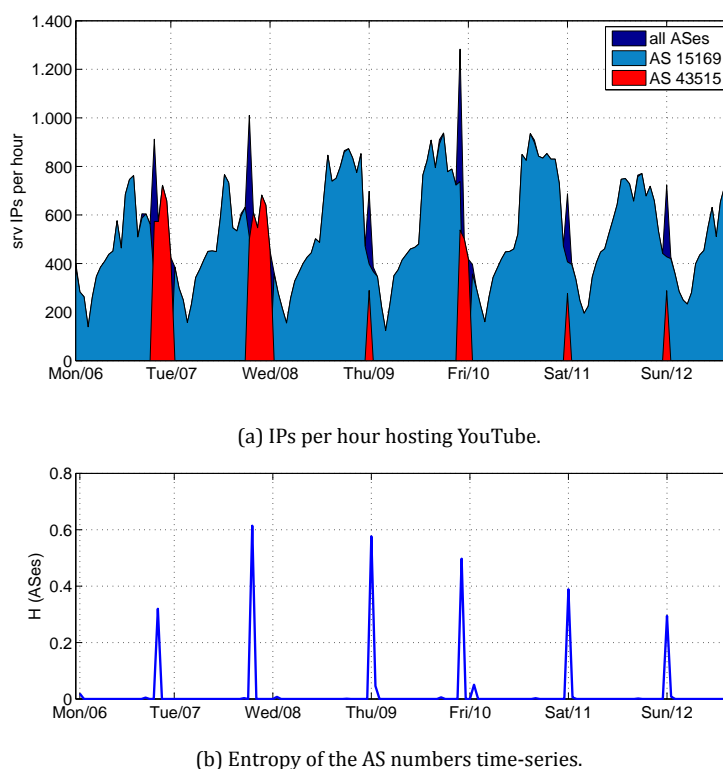 1.400
1.200
1.000
800
600
400
200
0
srv IPs per hour
all ASes
AS 15169
AS 43515
Mon/06 Tue/07 Wed/08 Thu/09 Fri/10 Sat/11 Sun/12
(a) IPs per hour hosting YouTube.
0.8
0.6
0.4
0.2
0
H (ASes)
Mon/06 Tue/07 Wed/08 Thu/09 Fri/10 Sat/11 Sun/12
(b) Entropy of the AS numbers time-series.